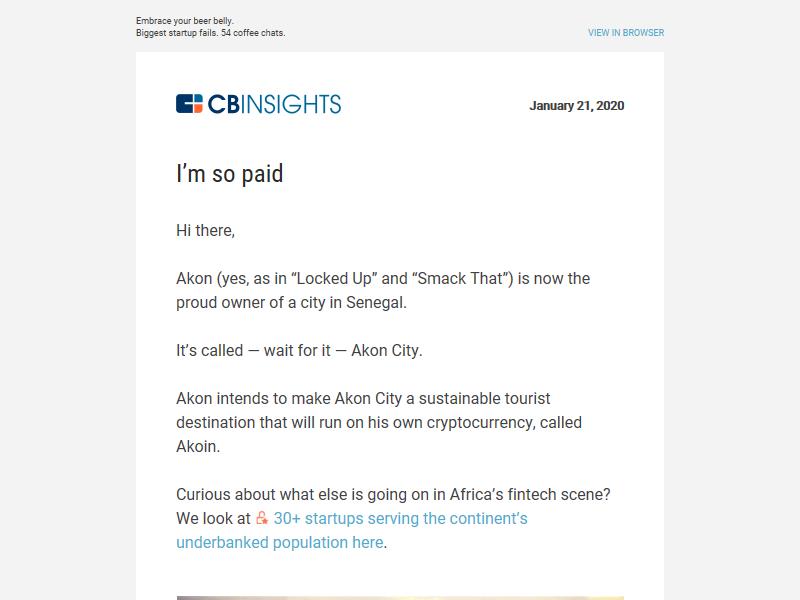 Embrace your beer belly.
Biggest startup fails. 54 coffee chats.
VIEW IN BROWSER
CBINSIGHTS
January 21, 2020
I’m so paid
Hi there,
Akon (yes, as in “Locked Up” and “Smack That”) is now the
proud owner of a city in Senegal.
It’s called — wait for it — Akon City.
Akon intends to make Akon City a sustainable tourist
destination that will run on his own cryptocurrency, called
Akoin.
Curious about what else is going on in Africa’s fintech scene?
We look at 30+ startups serving the continent’s
underbanked population here.